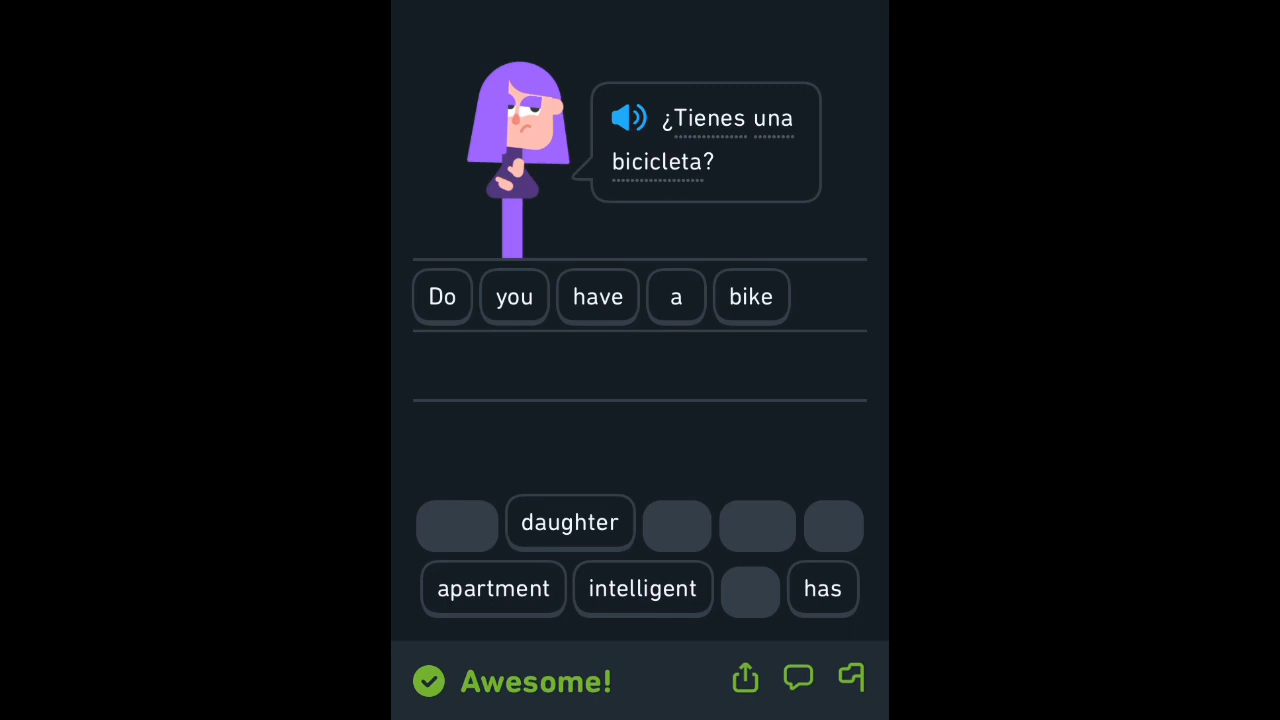 ¿Tienes una
bicicleta?
Do you have a bike
daughter
apartment intelligent has
Awesome!